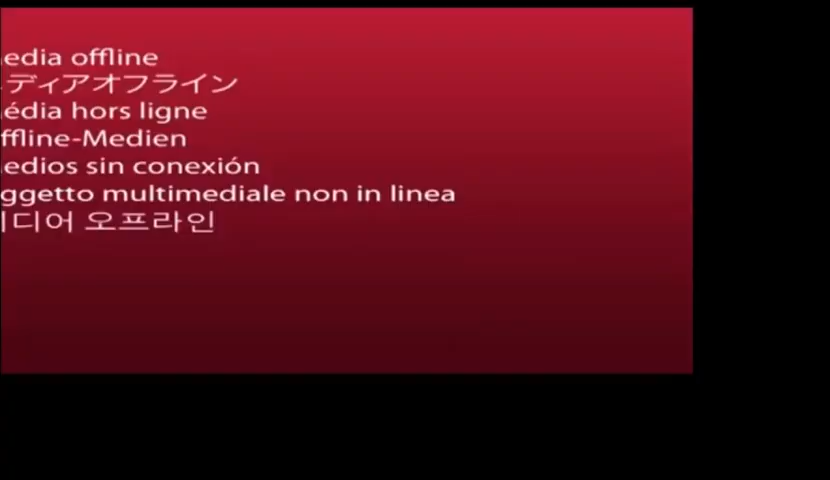 edia offline
ディアオフライン
édia hors ligne
ffline-Medien
edios sin conexión
ggetto multimediale non in linea
디어 오프라인